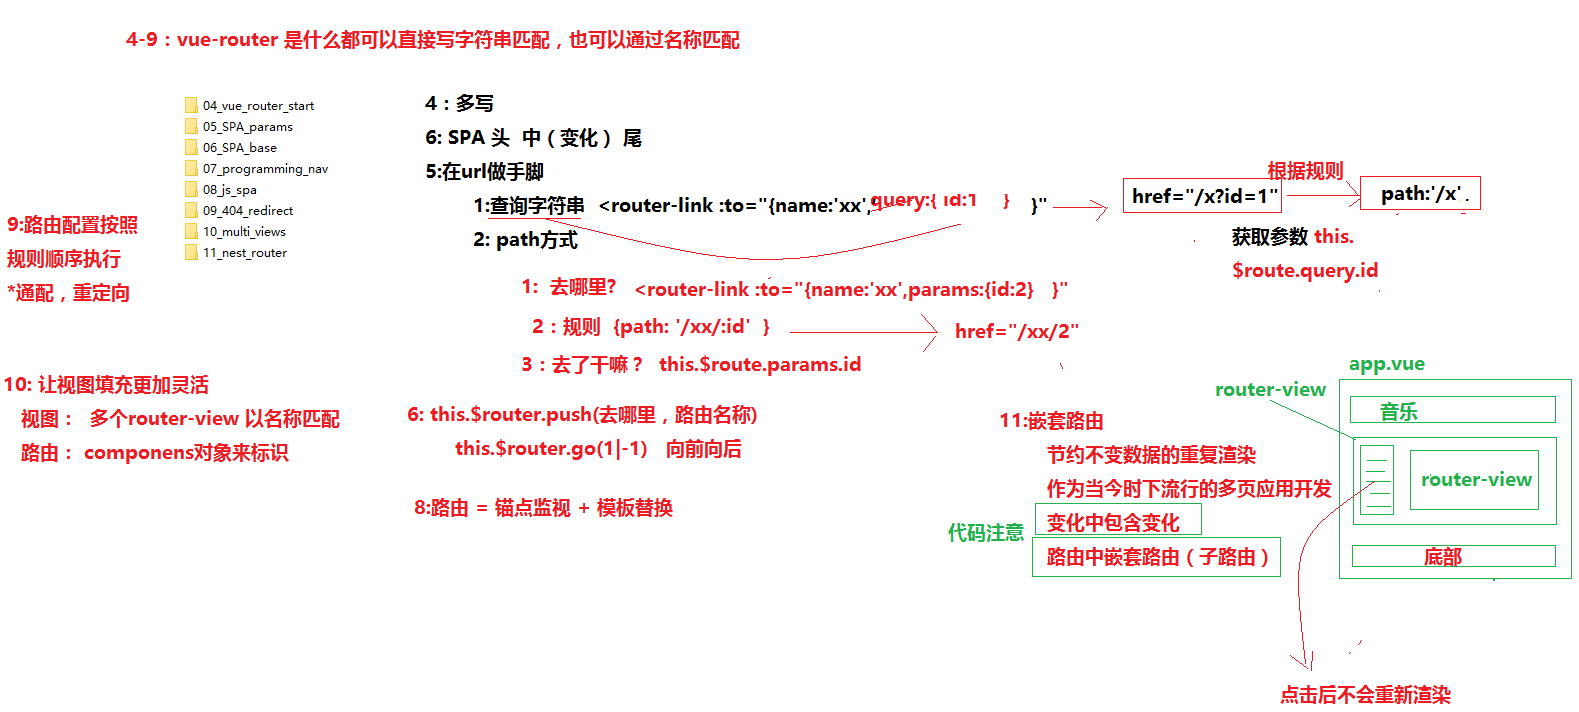 4-9：vue-router 是什么都可以直接写字符串匹配，也可以通过名称匹配
04_vue_router_start
05_SPA_params
06_SPA_base
07_programming_nav
08_js_spa
09_404_redirect
10_multi_views
11_nest_router
9:路由配置按照
规则顺序执行
*通配，重定向
4：多写
6: SPA 头 中（变化） 尾
5:在url做手脚
1:查询字符串 <router-link :to="{name:'xx', query:{ id:1 } }"
href="/x?id=1"
根据规则
path:'/x'
获取参数 this.
$route.query.id
2: path方式
1: 去哪里? <router-link :to="{name:'xx',params:{id:2} }"
2：规则 {path: '/xx/:id' }
href="/xx/2"
3：去了干嘛？ this.$route.params.id
10: 让视图填充更加灵活
视图： 多个router-view 以名称匹配
路由： componens对象来标识
6: this.$router.push(去哪里，路由名称)
this.$router.go(1|-1) 向前向后
8:路由 = 锚点监视 + 模板替换
11:嵌套路由
节约不变数据的重复渲染
作为当今时下流行的多页应用开发
代码注意
变化中包含变化
路由中嵌套路由（子路由）
app.vue
router-view
音乐
router-view
底部
点击后不会重新渲染